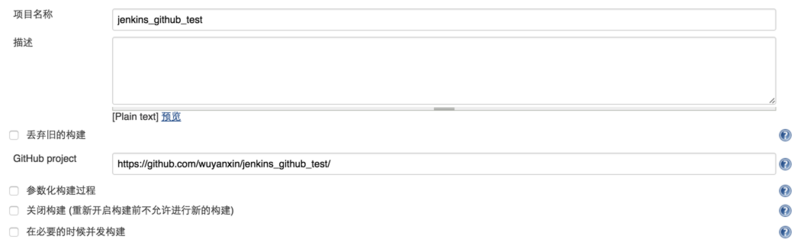 项目名称
jenkins_github_test
描述
[Plain text] 预览
丢弃旧的构建
GitHub project
https://github.com/wuyanxin/jenkins_github_test/
参数化构建过程
关闭构建 (重新开启构建前不允许进行新的构建)
在必要的时候并发构建